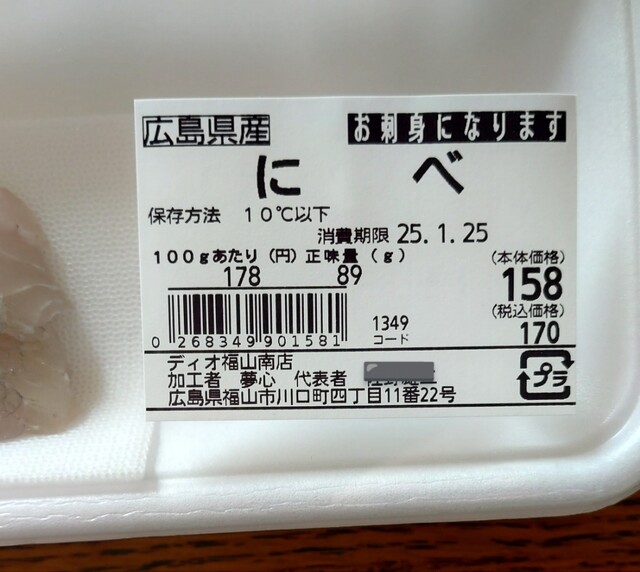 広島県産 お刺身になります
にべ
保存方法 10℃以下
消費期限 25.1.25
100gあたり(円) 正味量(g) (本体価格)
178 89 158
(税込価格)
170
0 268349 901581
1349
コード
ディオ福山南店
加工者 夢心 代表者
広島県福山市川口町四丁目11番22号
プラ